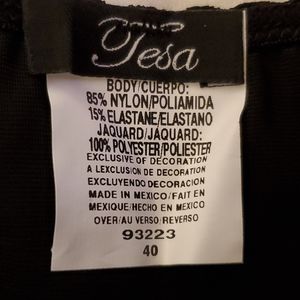 Tesa
BODY/CUERPO:
85% NYLON/POLIAMIDA
15% ELASTANE/ELASTANO
JAQUARD/JAQUARD:
100% POLYESTER/POLIESTER
EXCLUSIVE OF DECORATION
A LEXCLUSION DE DECORATION
EXCLUYENDO DECORACION
MADE IN MEXICO/FAIT EN
MEXIQUE/HECHO EN MEXICO
OVER/AU VERSO/REVERSO
93223
40